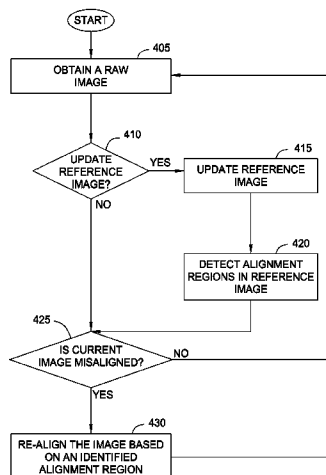 START
405
OBTAIN A RAW
IMAGE
410
UPDATE
REFERENCE
IMAGE?
YES
NO
415
UPDATE REFERENCE
IMAGE
420
DETECT ALIGNMENT
REGIONS IN REFERENCE
IMAGE
425
IS CURRENT
IMAGE MISALIGNED?
NO
YES
430
RE-ALIGN THE IMAGE BASED
ON AN IDENTIFIED
ALIGNMENT REGION